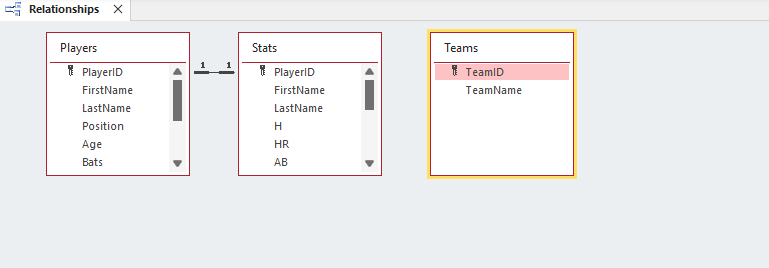 Relationships
Players
PlayerID
FirstName
LastName
Position
Age
Bats
1 1
Stats
PlayerID
FirstName
LastName
H
HR
AB
Teams
TeamID
TeamName